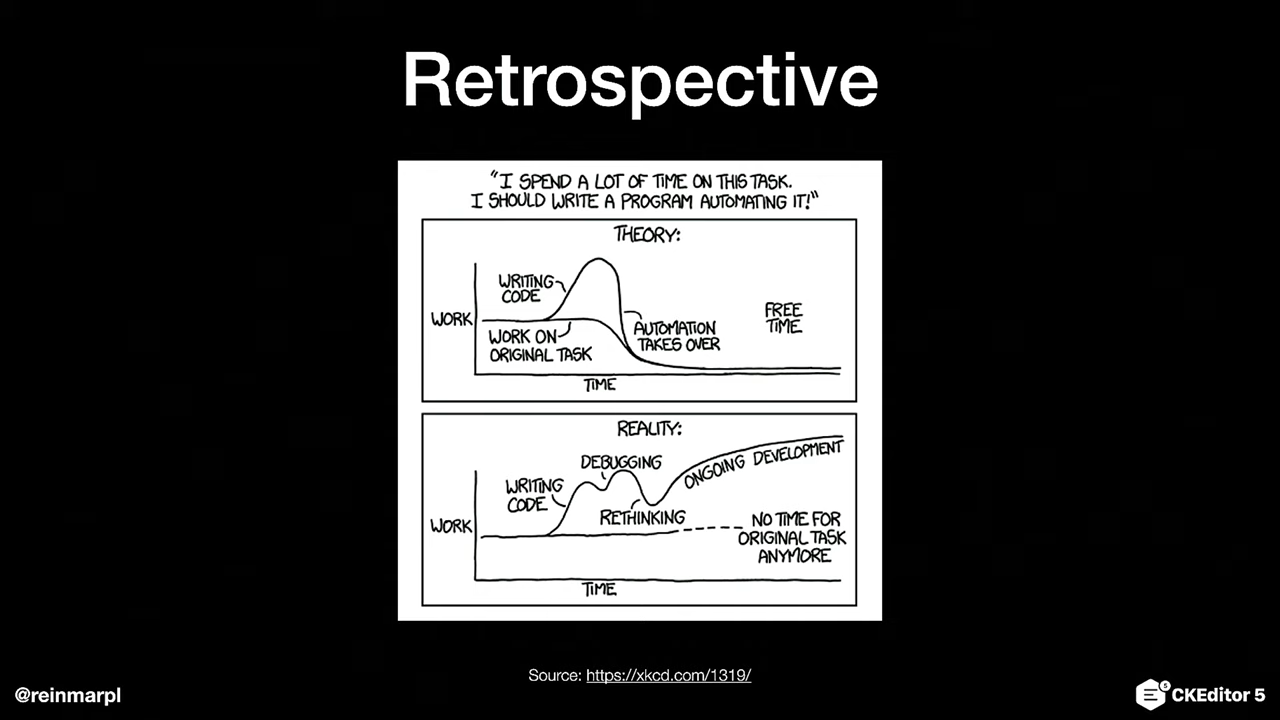 Retrospective
"I SPEND A LOT OF TIME ON THIS TASK.
I SHOULD WRITE A PROGRAM AUTOMATING IT!"
THEORY:
WRITING
CODE
WORK
WORK ON
ORIGINAL TASK
AUTOMATION
TAKES OVER
FREE
TIME
TIME
REALITY:
DEBUGGING
WRITING
CODE
ONGOING DEVELOPMENT
RETHINKING
WORK
NO TIME FOR
ORIGINAL TASK
ANYMORE
TIME
Source: https://xkcd.com/1319/
@reinmarpl
5
CKEditor 5